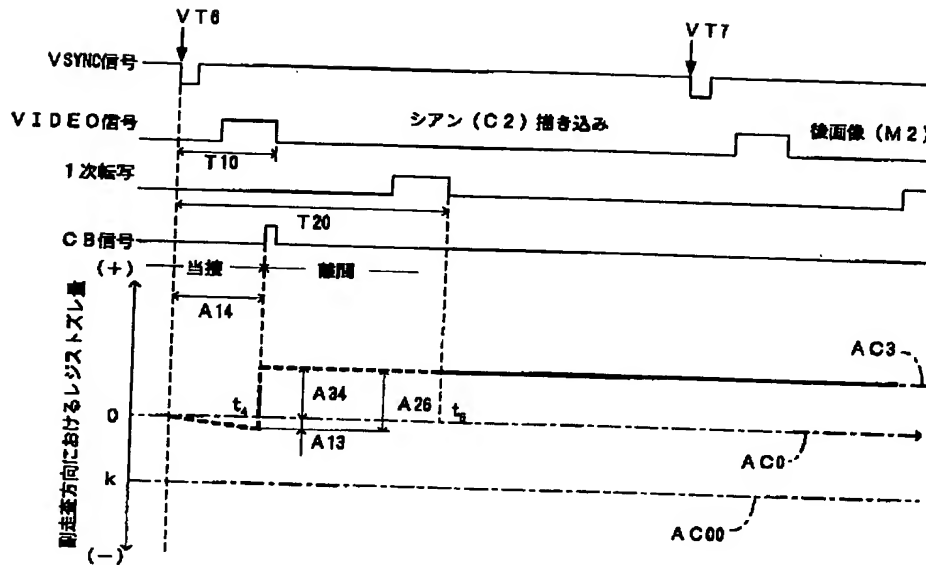 VT6
VT7
VSYNC信号
VIDEO信号
シアン(C2)描き込み
後画像(M2)
T10
1次転写
T20
CB信号
(+)
当接
離間
A14
AC3
副走査方向におけるレジストズレ量
0
t4
A34
A26
A13
AC0
k
AC00
(−)